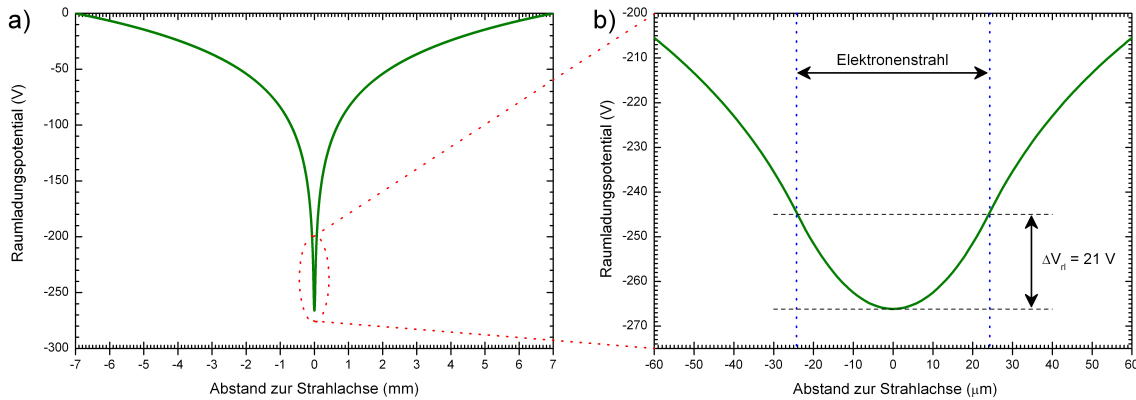 a)
0
-50
-100
-150
-200
-250
-300
Raumladungspotential (V)
-7 -6 -5 -4 -3 -2 -1 0 1 2 3 4 5 6 7
Abstand zur Strahlachse (mm)
b)
-200
-210
-220
-230
-240
-250
-260
-270
Raumladungspotential (V)
Elektronenstrahl
ΔVrl = 21 V
-60 -50 -40 -30 -20 -10 0 10 20 30 40 50 60
Abstand zur Strahlachse (µm)